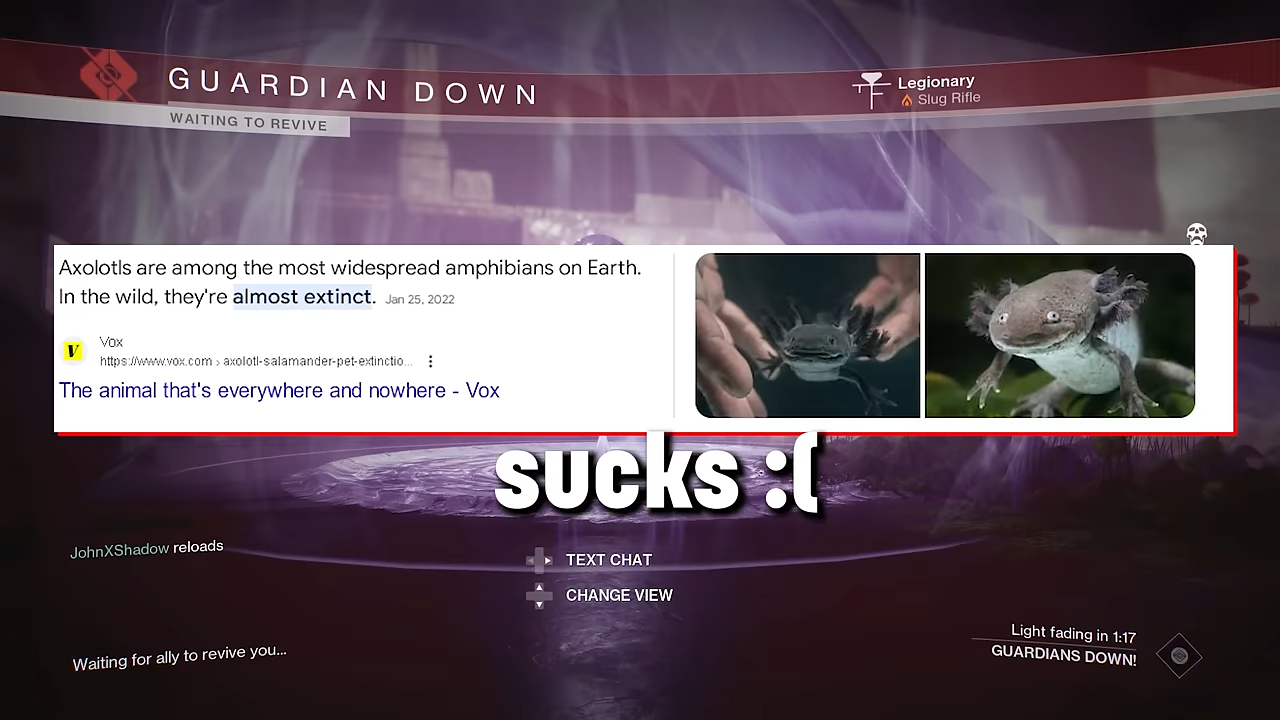 GUARDIAN DOWN
WAITING TO REVIVE
Legionary
Slug Rifle
Axolotls are among the most widespread amphibians on Earth.
In the wild, they're almost extinct. Jan 25, 2022
V
Vox
https://www.vox.com › axolotl-salamander-pet-extinctio...
The animal that's everywhere and nowhere - Vox
sucks :(
JohnXShadow reloads
TEXT CHAT
CHANGE VIEW
Waiting for ally to revive you...
Light fading in 1:17
GUARDIANS DOWN!